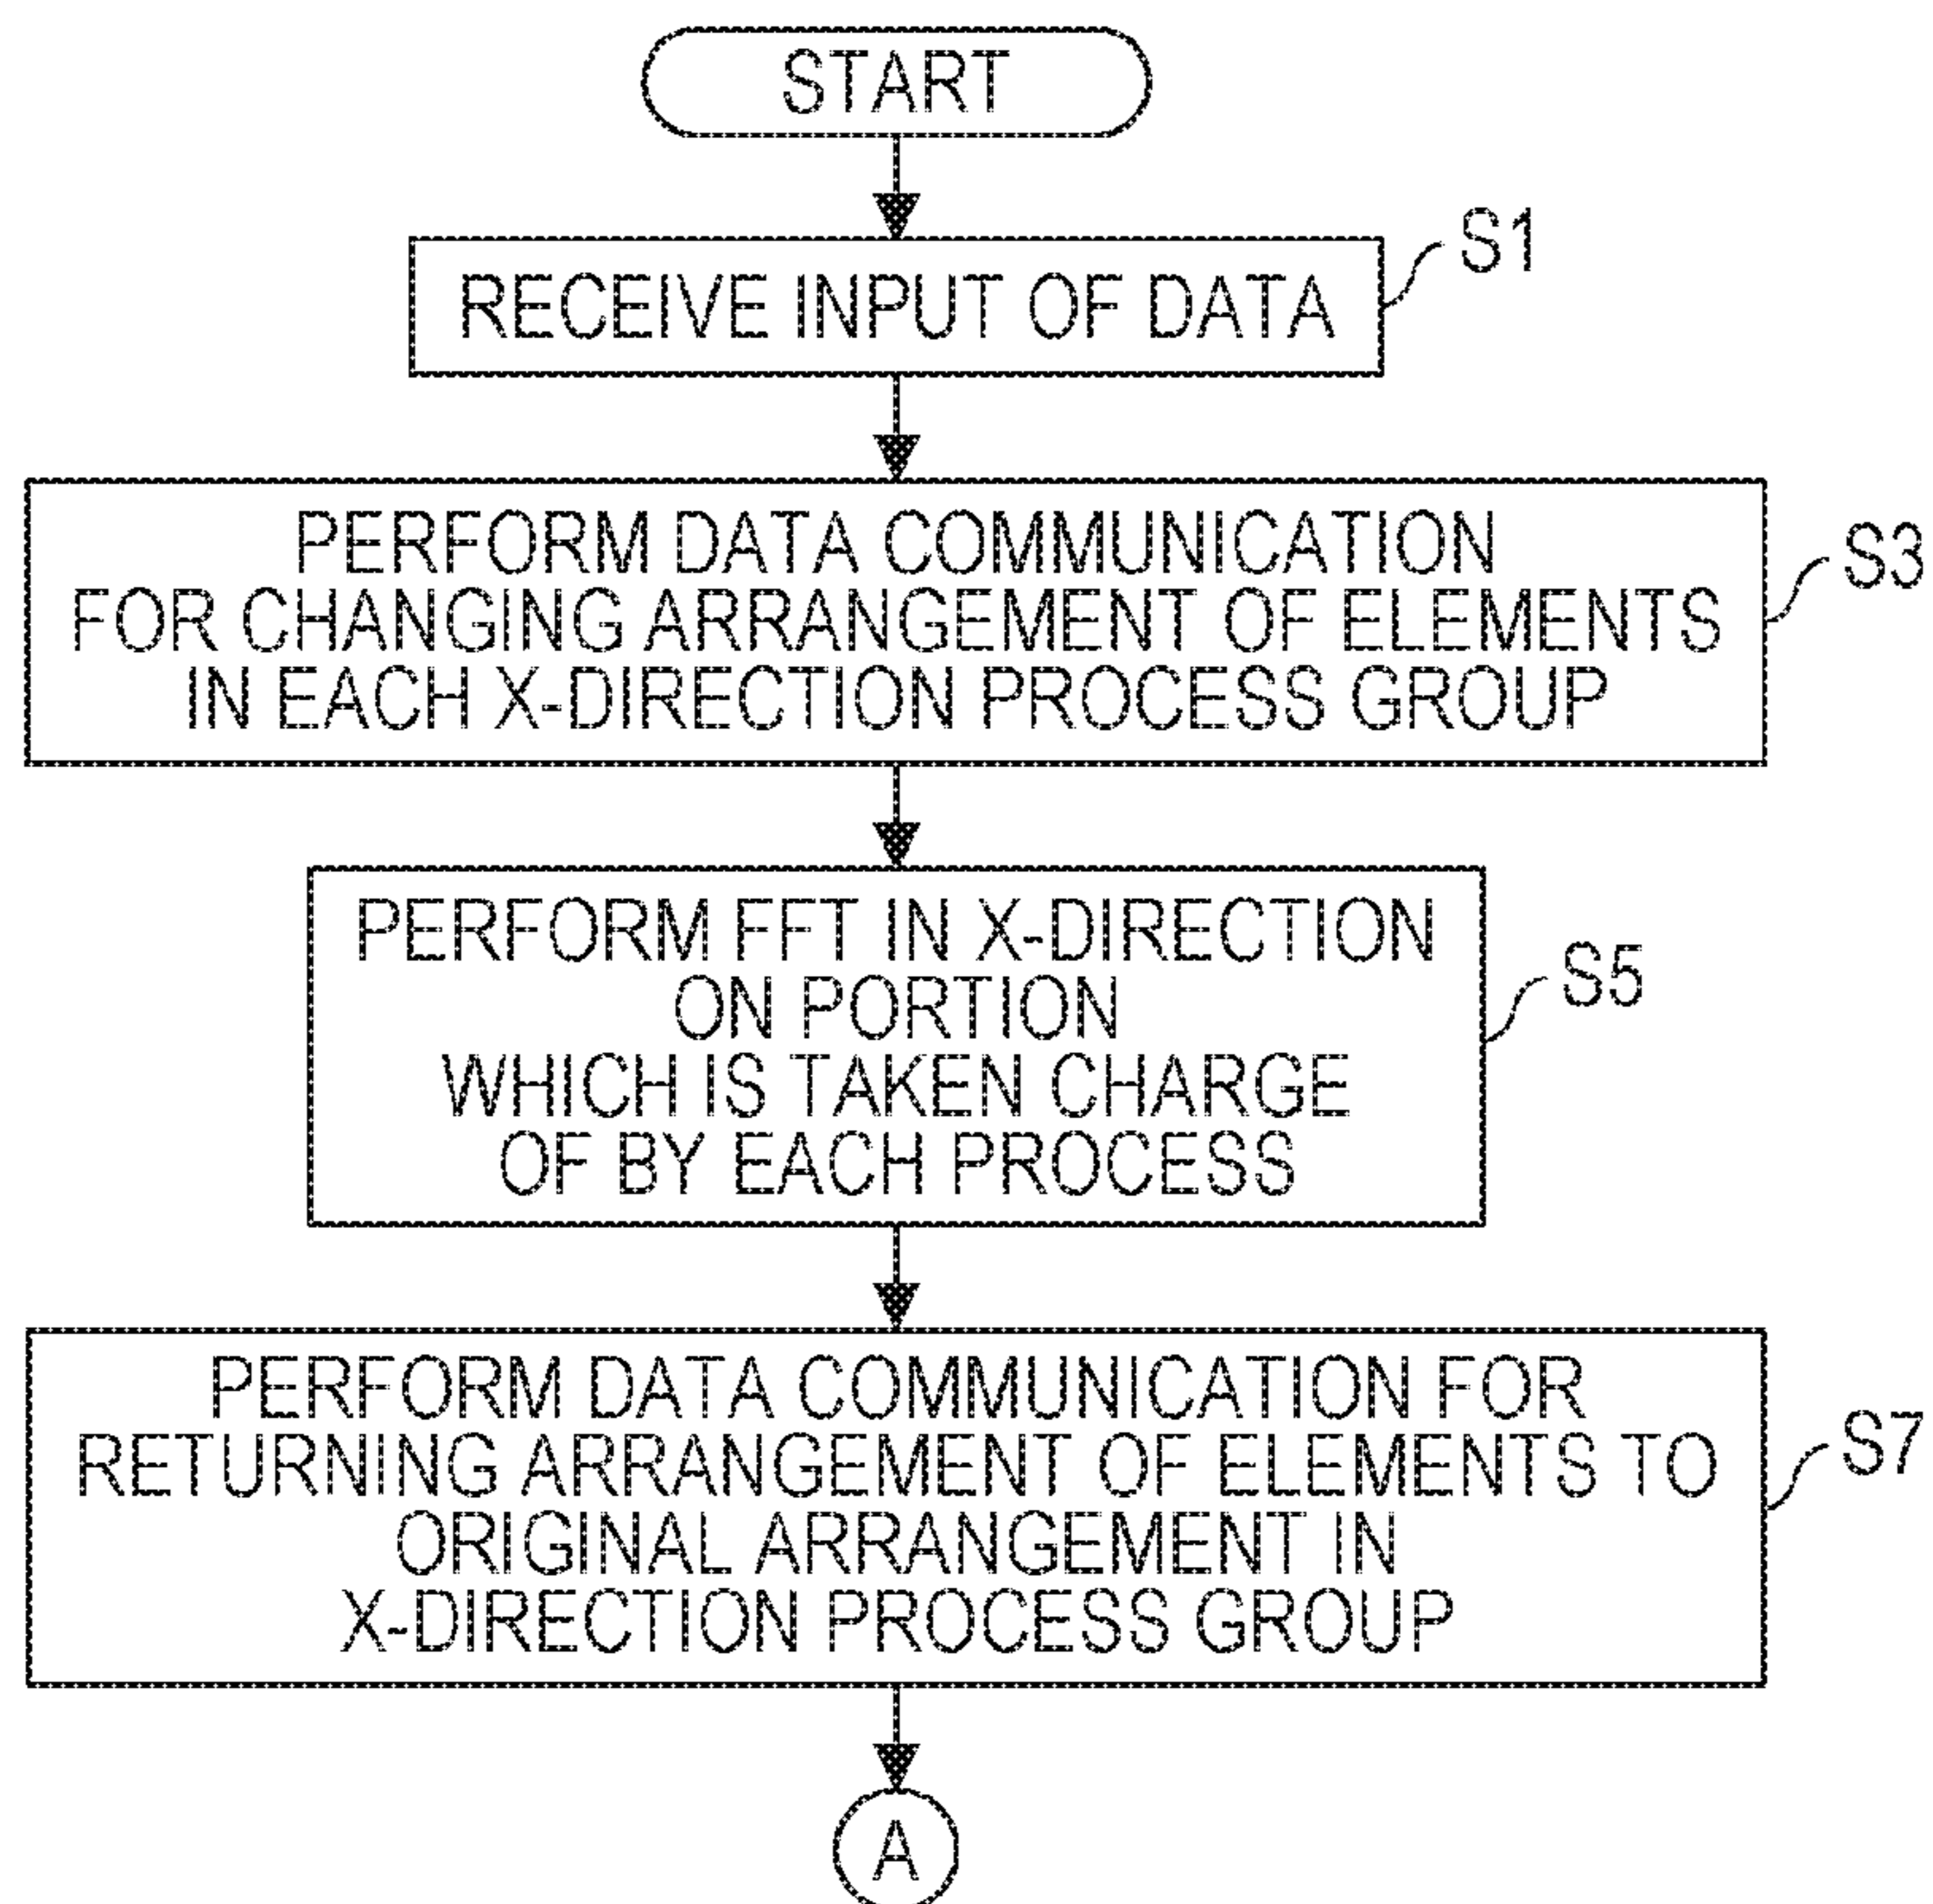 START
RECEIVE INPUT OF DATA
S1
PERFORM DATA COMMUNICATION
FOR CHANGING ARRANGEMENT OF ELEMENTS
IN EACH X-DIRECTION PROCESS GROUP
S3
PERFORM FFT IN X-DIRECTION
ON PORTION
WHICH IS TAKEN CHARGE
OF BY EACH PROCESS
S5
PERFORM DATA COMMUNICATION FOR
RETURNING ARRANGEMENT OF ELEMENTS TO
ORIGINAL ARRANGEMENT IN
X-DIRECTION PROCESS GROUP
S7
A